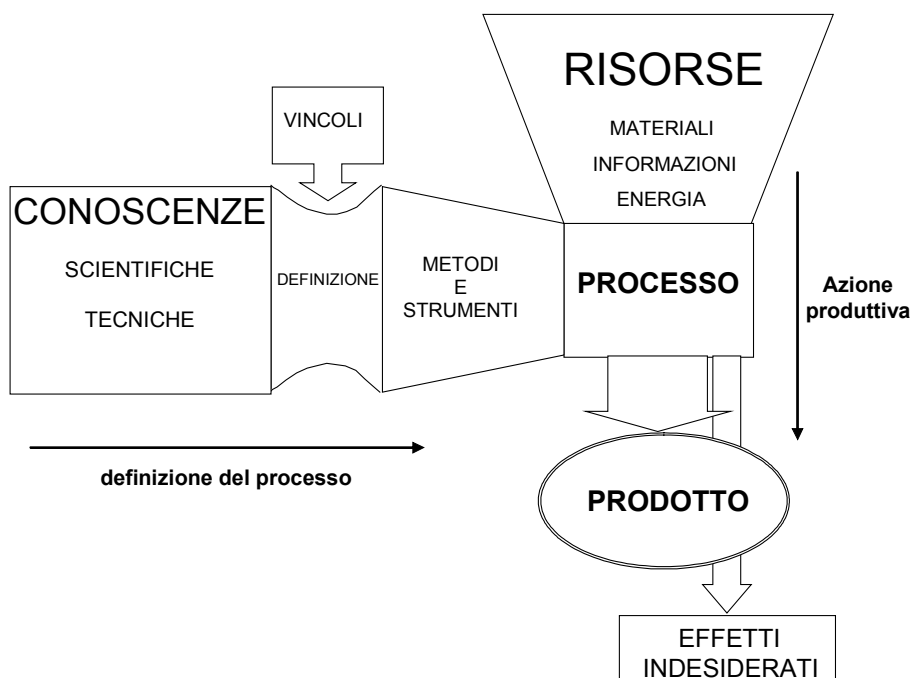 RISORSE
MATERIALI
INFORMAZIONI
ENERGIA
VINCOLI
CONOSCENZE
SCIENTIFICHE
TECNICHE
DEFINIZIONE
METODI
E
STRUMENTI
PROCESSO
Azione
produttiva
definizione del processo
PRODOTTO
EFFETTI
INDESIDERATI